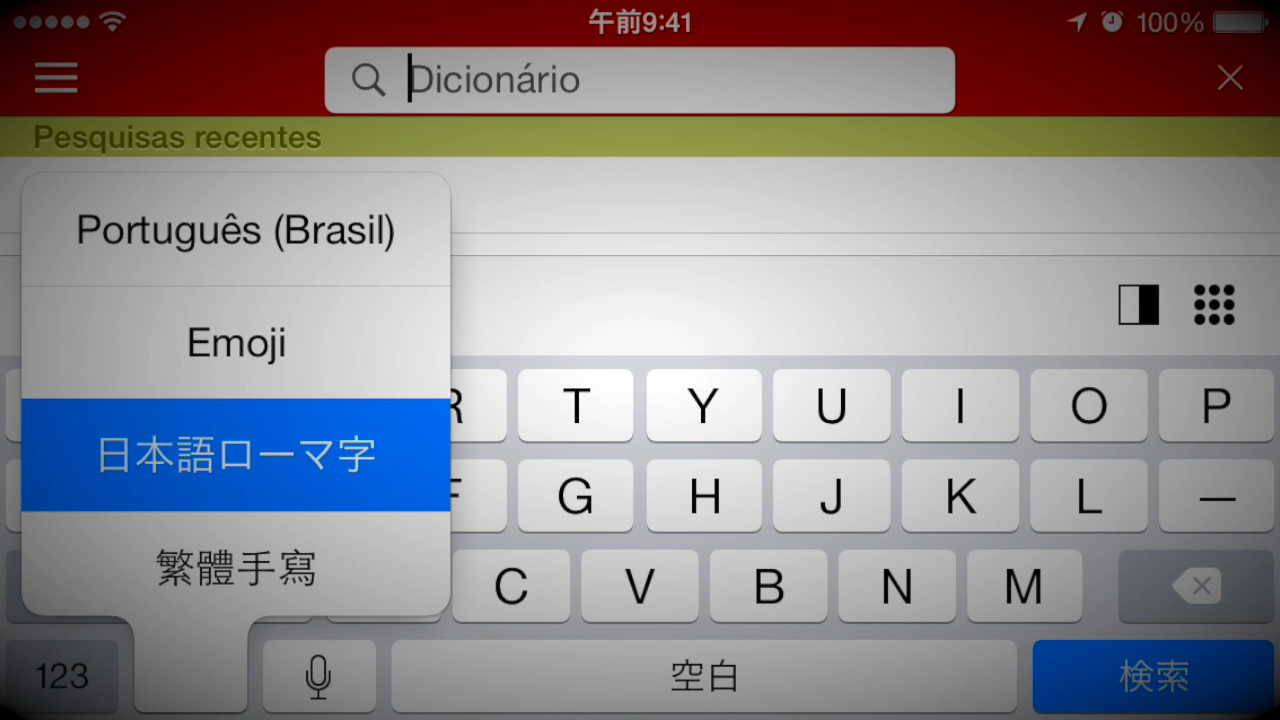 午前9:41 100%
Dicionário
Pesquisas recentes
Português (Brasil)
Emoji
日本語ローマ字
繁體手寫
R T Y U I O P
F G H J K L —
C V B N M
123 空白 検索